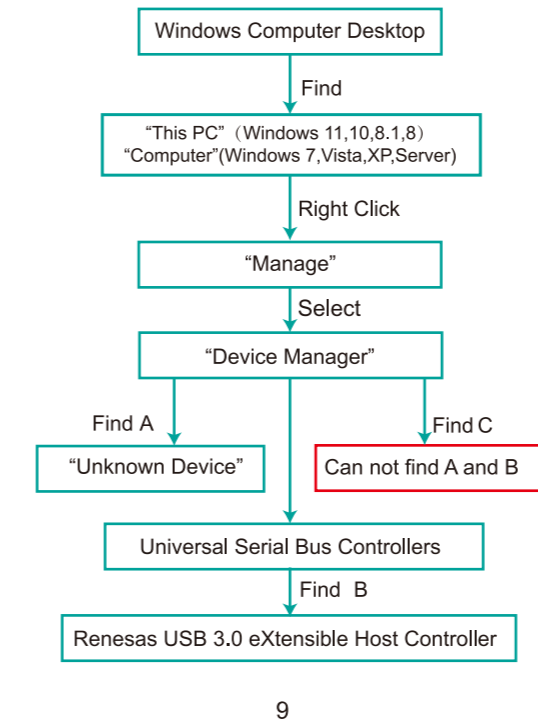 Windows Computer Desktop
Find
“This PC”（Windows 11,10,8.1,8）
“Computer”(Windows 7,Vista,XP,Server)
Right Click
“Manage”
Select
“Device Manager”
Find A
Find C
“Unknown Device”
Can not find A and B
Universal Serial Bus Controllers
Find B
Renesas USB 3.0 eXtensible Host Controller
9